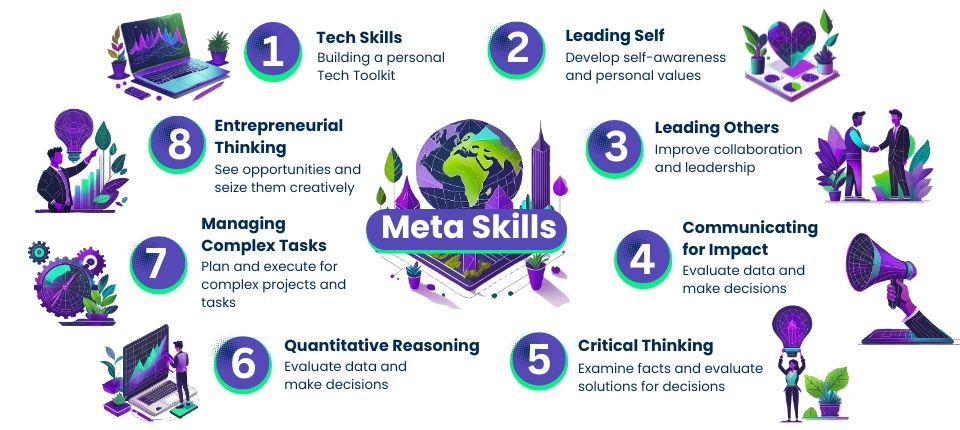 1
Tech Skills
Building a personal
Tech Toolkit
2
Leading Self
Develop self-awareness
and personal values
8
Entrepreneurial
Thinking
See opportunities and
seize them creatively
3
Leading Others
Improve collaboration
and leadership
Meta Skills
7
Managing
Complex Tasks
Plan and execute for
complex projects and
tasks
4
Communicating
for Impact
Evaluate data and
make decisions
6
Quantitative Reasoning
Evaluate data and
make decisions
5
Critical Thinking
Examine facts and evaluate
solutions for decisions